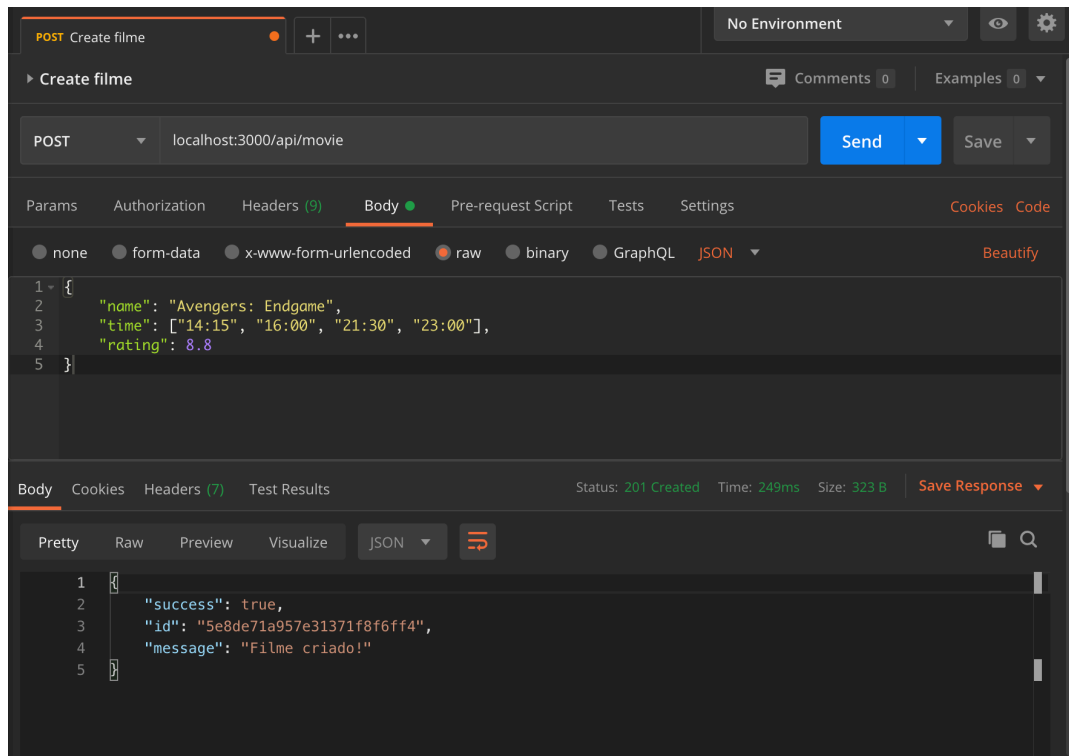 POST Create filme + ••• No Environment
Create filme Comments 0 Examples 0
POST localhost:3000/api/movie Send Save
Params Authorization Headers (9) Body Pre-request Script Tests Settings Cookies Code
none form-data x-www-form-urlencoded raw binary GraphQL JSON Beautify
1 {
2 "name": "Avengers: Endgame",
3 "time": ["14:15", "16:00", "21:30", "23:00"],
4 "rating": 8.8
5 }
Body Cookies Headers (7) Test Results Status: 201 Created Time: 249ms Size: 323 B Save Response
Pretty Raw Preview Visualize JSON
1 {
2 "success": true,
3 "id": "5e8de71a957e31371f8f6ff4",
4 "message": "Filme criado!"
5 }